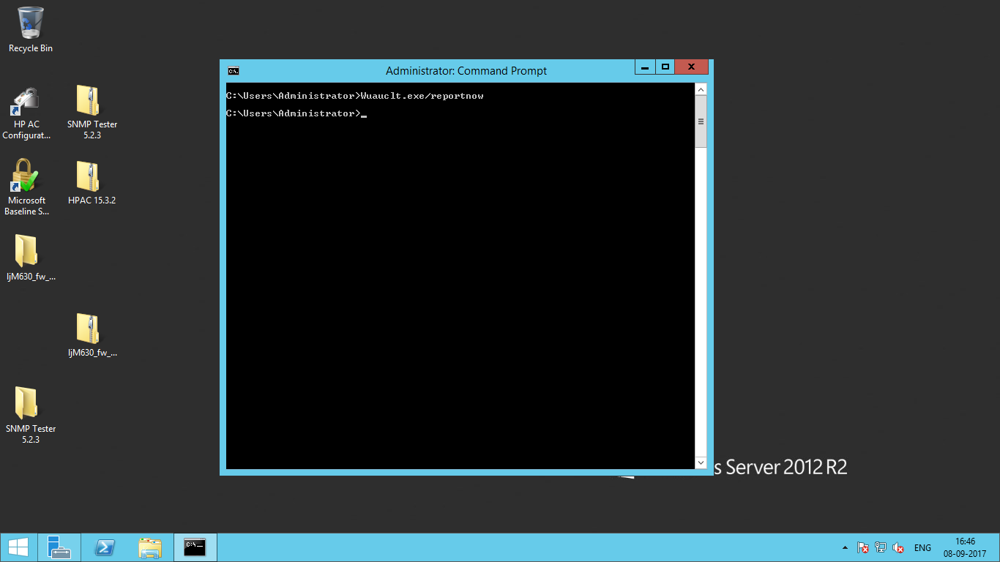 Recycle Bin
HP AC
Configurat...
SNMP Tester
5.2.3
Microsoft
Baseline S...
HPAC 15.3.2
ljM630_fw_...
ljM630_fw_...
SNMP Tester
5.2.3
Administrator: Command Prompt
C:\Users\Administrator>Wuauclt.exe/reportnow
C:\Users\Administrator>_
s Server 2012 R2
ENG
16:46
08-09-2017